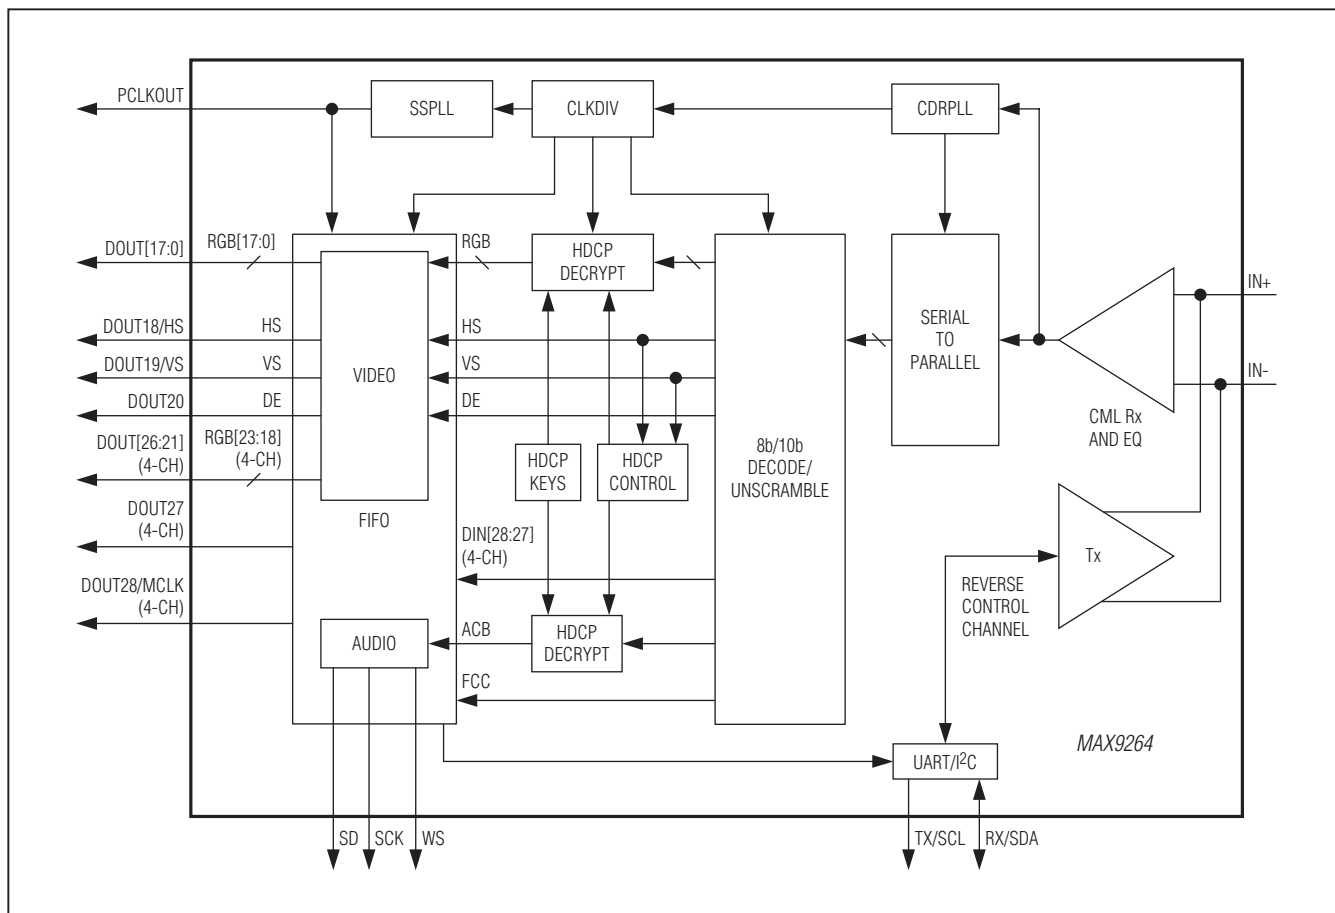 PCLKOUT
SSPLL
CLKDIV
CDRPLL
DOUT[17:0]
RGB[17:0]
RGB
HDCP
DECRYPT
IN+
DOUT18/HS
HS
HS
DOUT19/VS
VS
VS
VIDEO
DOUT20
DE
DE
SERIAL
TO
PARALLEL
IN-
CML Rx
AND EQ
DOUT[26:21]
(4-CH)
RGB[23:18]
(4-CH)
HDCP
KEYS
HDCP
CONTROL
8b/10b
DECODE/
UNSCRAMBLE
FIFO
DOUT27
(4-CH)
DIN[28:27]
(4-CH)
Tx
DOUT28/MCLK
(4-CH)
REVERSE
CONTROL
CHANNEL
AUDIO
ACB
HDCP
DECRYPT
FCC
UART/I²C
MAX9264
SD
SCK
WS
TX/SCL
RX/SDA